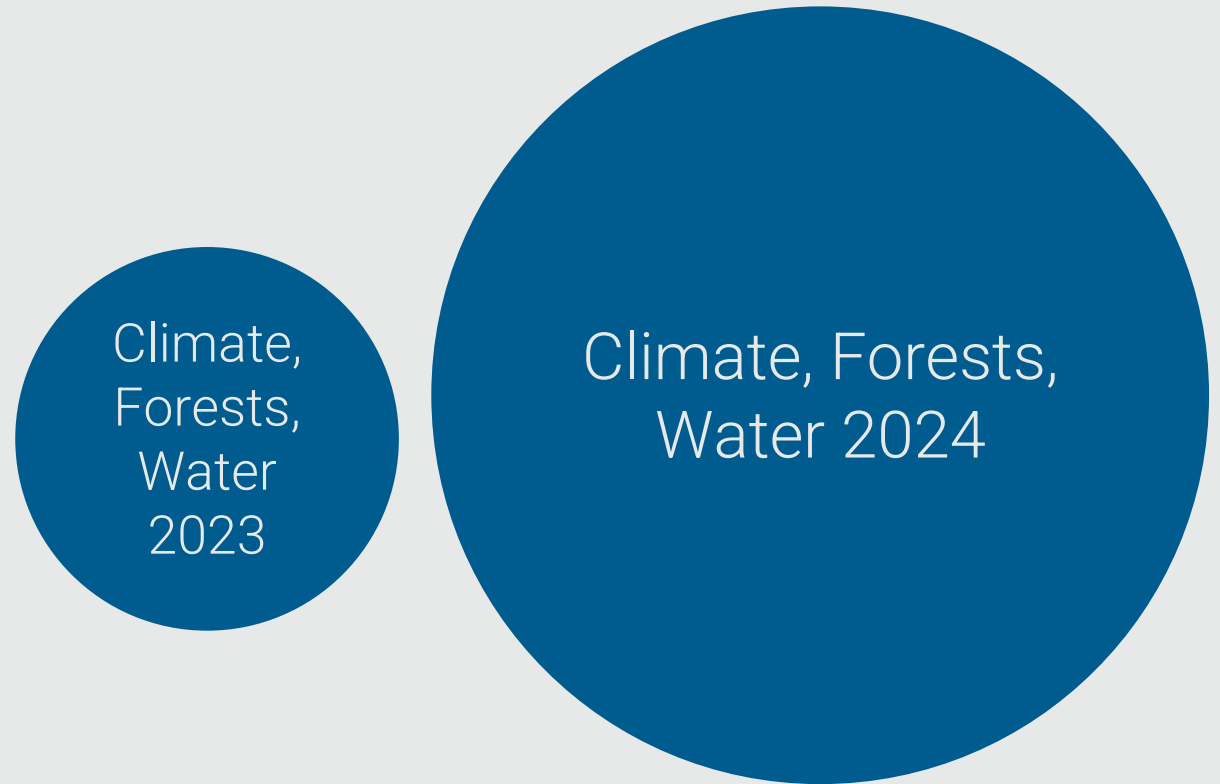 Climate,
Forests,
Water
2023
Climate, Forests,
Water 2024